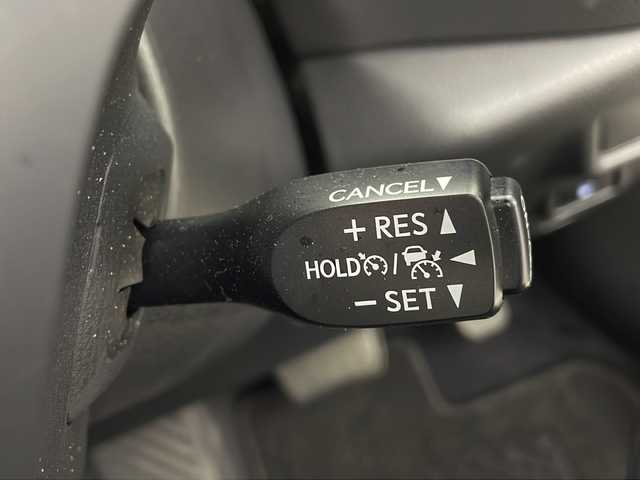 CANCEL▼
+ RES ▲
HOLD / ◀
− SET ▼